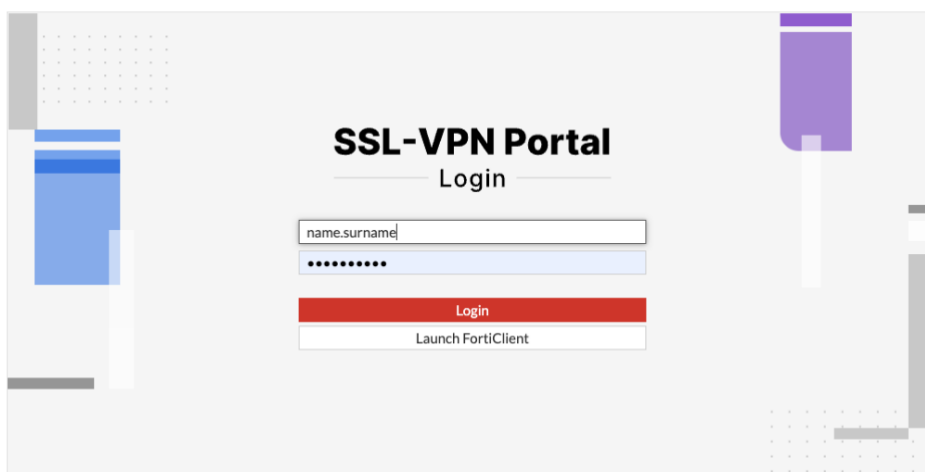 SSL-VPN Portal
Login
name.surname
••••••••••
Login
Launch FortiClient